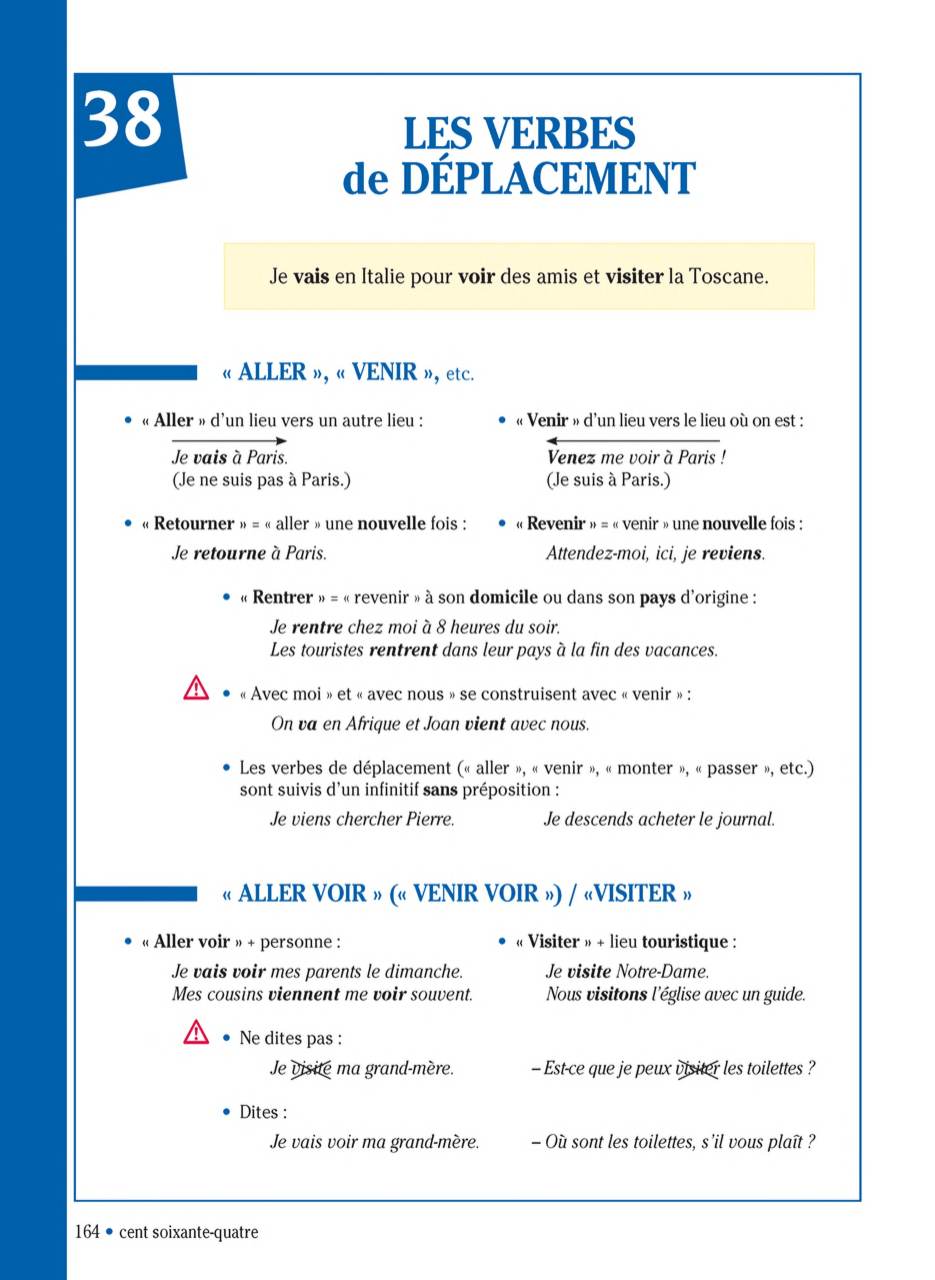 38
LES VERBES
de DÉPLACEMENT
Je vais en Italie pour voir des amis et visiter la Toscane.
« ALLER », « VENIR », etc.
• « Aller » d'un lieu vers un autre lieu :
Je vais à Paris.
(Je ne suis pas à Paris.)
• « Venir » d'un lieu vers le lieu où on est :
Venez me voir à Paris !
(Je suis à Paris.)
• « Retourner » = « aller » une nouvelle fois :
Je retourne à Paris.
• « Revenir » = « venir » une nouvelle fois :
Attendez-moi, ici, je reviens.
• « Rentrer » = « revenir » à son domicile ou dans son pays d'origine :
Je rentre chez moi à 8 heures du soir.
Les touristes rentrent dans leur pays à la fin des vacances.
• « Avec moi » et « avec nous » se construisent avec « venir » :
On va en Afrique et Joan vient avec nous.
• Les verbes de déplacement (« aller », « venir », « monter », « passer », etc.)
sont suivis d'un infinitif sans préposition :
Je viens chercher Pierre.
Je descends acheter le journal.
« ALLER VOIR » (« VENIR VOIR ») / «VISITER »
• « Aller voir » + personne :
Je vais voir mes parents le dimanche.
Mes cousins viennent me voir souvent.
• « Visiter » + lieu touristique :
Je visite Notre-Dame.
Nous visitons l'église avec un guide.
• Ne dites pas :
Je visite ma grand-mère.
– Est-ce que je peux visiter les toilettes ?
• Dites :
Je vais voir ma grand-mère.
– Où sont les toilettes, s'il vous plaît ?
164 • cent soixante-quatre